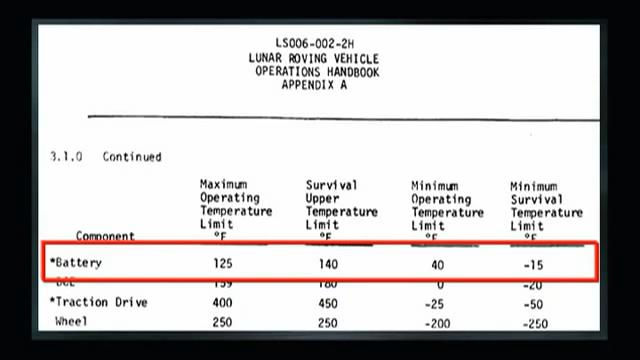 LS006-002-2H
LUNAR ROVING VEHICLE
OPERATIONS HANDBOOK
APPENDIX A
3.1.0 Continued
Component Maximum Operating Temperature Limit °F Survival Upper Temperature Limit °F Minimum Operating Temperature Limit °F Minimum Survival Temperature Limit °F
*Battery 125 140 40 -15
DCE 159 180 0 -20
*Traction Drive 400 450 -25 -50
Wheel 250 250 -200 -250